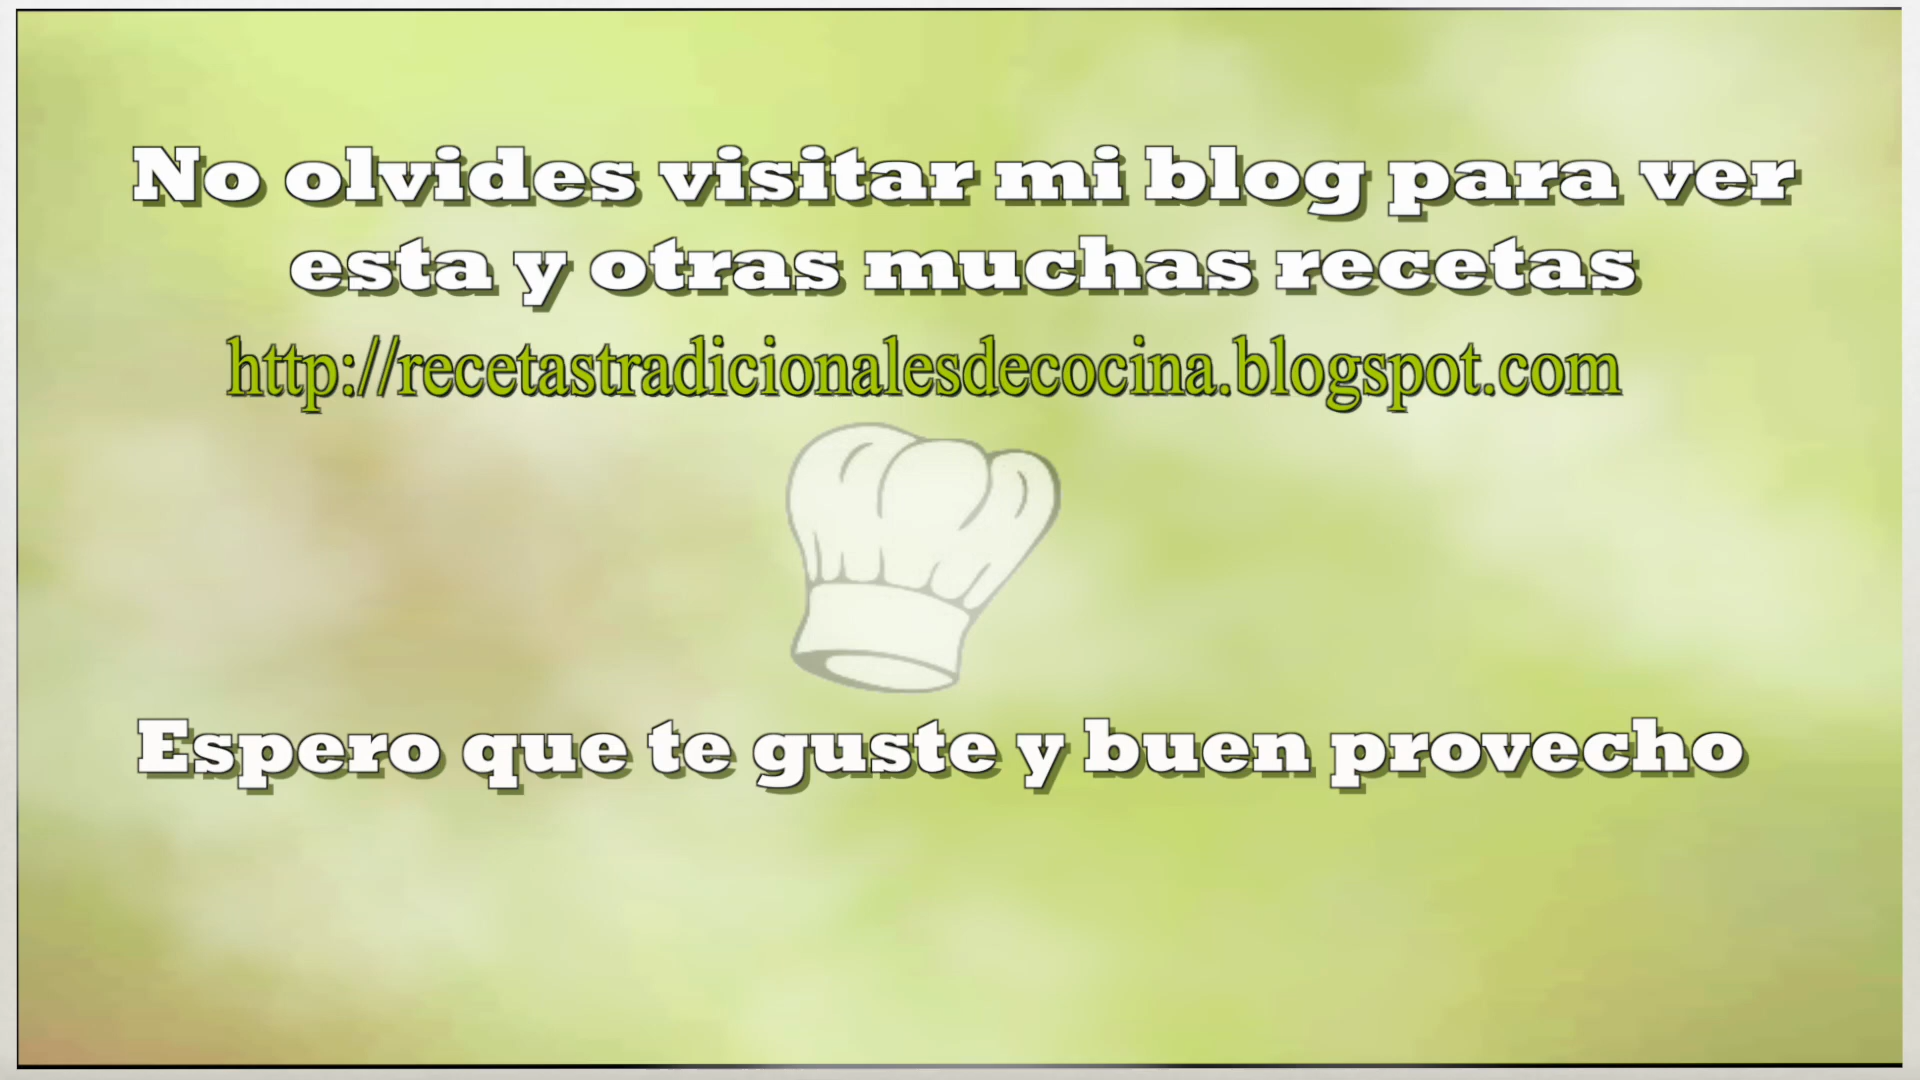 No olvides visitar mi blog para ver
esta y otras muchas recetas
http://recetastradicionalesdecocina.blogspot.com
Espero que te guste y buen provecho